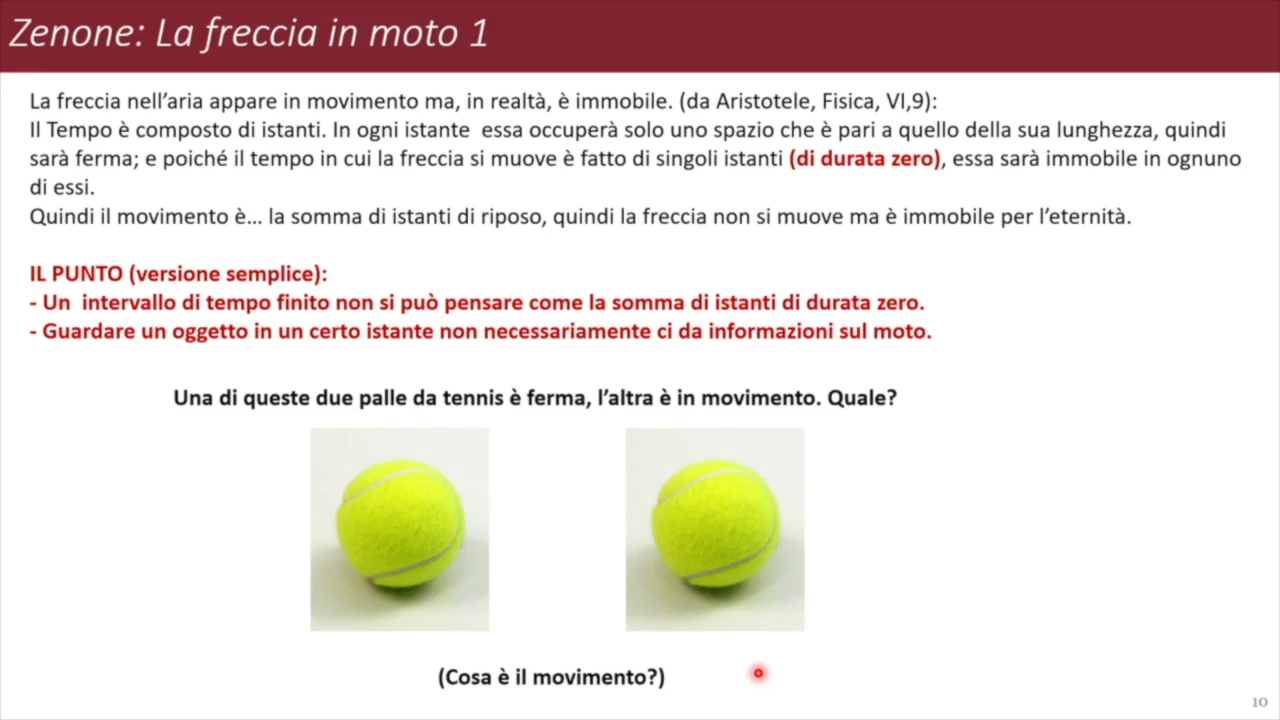 Zenone: La freccia in moto 1
La freccia nell'aria appare in movimento ma, in realtà, è immobile. (da Aristotele, Fisica, VI,9):
Il Tempo è composto di istanti. In ogni istante essa occuperà solo uno spazio che è pari a quello della sua lunghezza, quindi
sarà ferma; e poiché il tempo in cui la freccia si muove è fatto di singoli istanti (di durata zero), essa sarà immobile in ognuno
di essi.
Quindi il movimento è... la somma di istanti di riposo, quindi la freccia non si muove ma è immobile per l'eternità.
IL PUNTO (versione semplice):
- Un intervallo di tempo finito non si può pensare come la somma di istanti di durata zero.
- Guardare un oggetto in un certo istante non necessariamente ci da informazioni sul moto.
Una di queste due palle da tennis è ferma, l'altra è in movimento. Quale?
(Cosa è il movimento?)
10